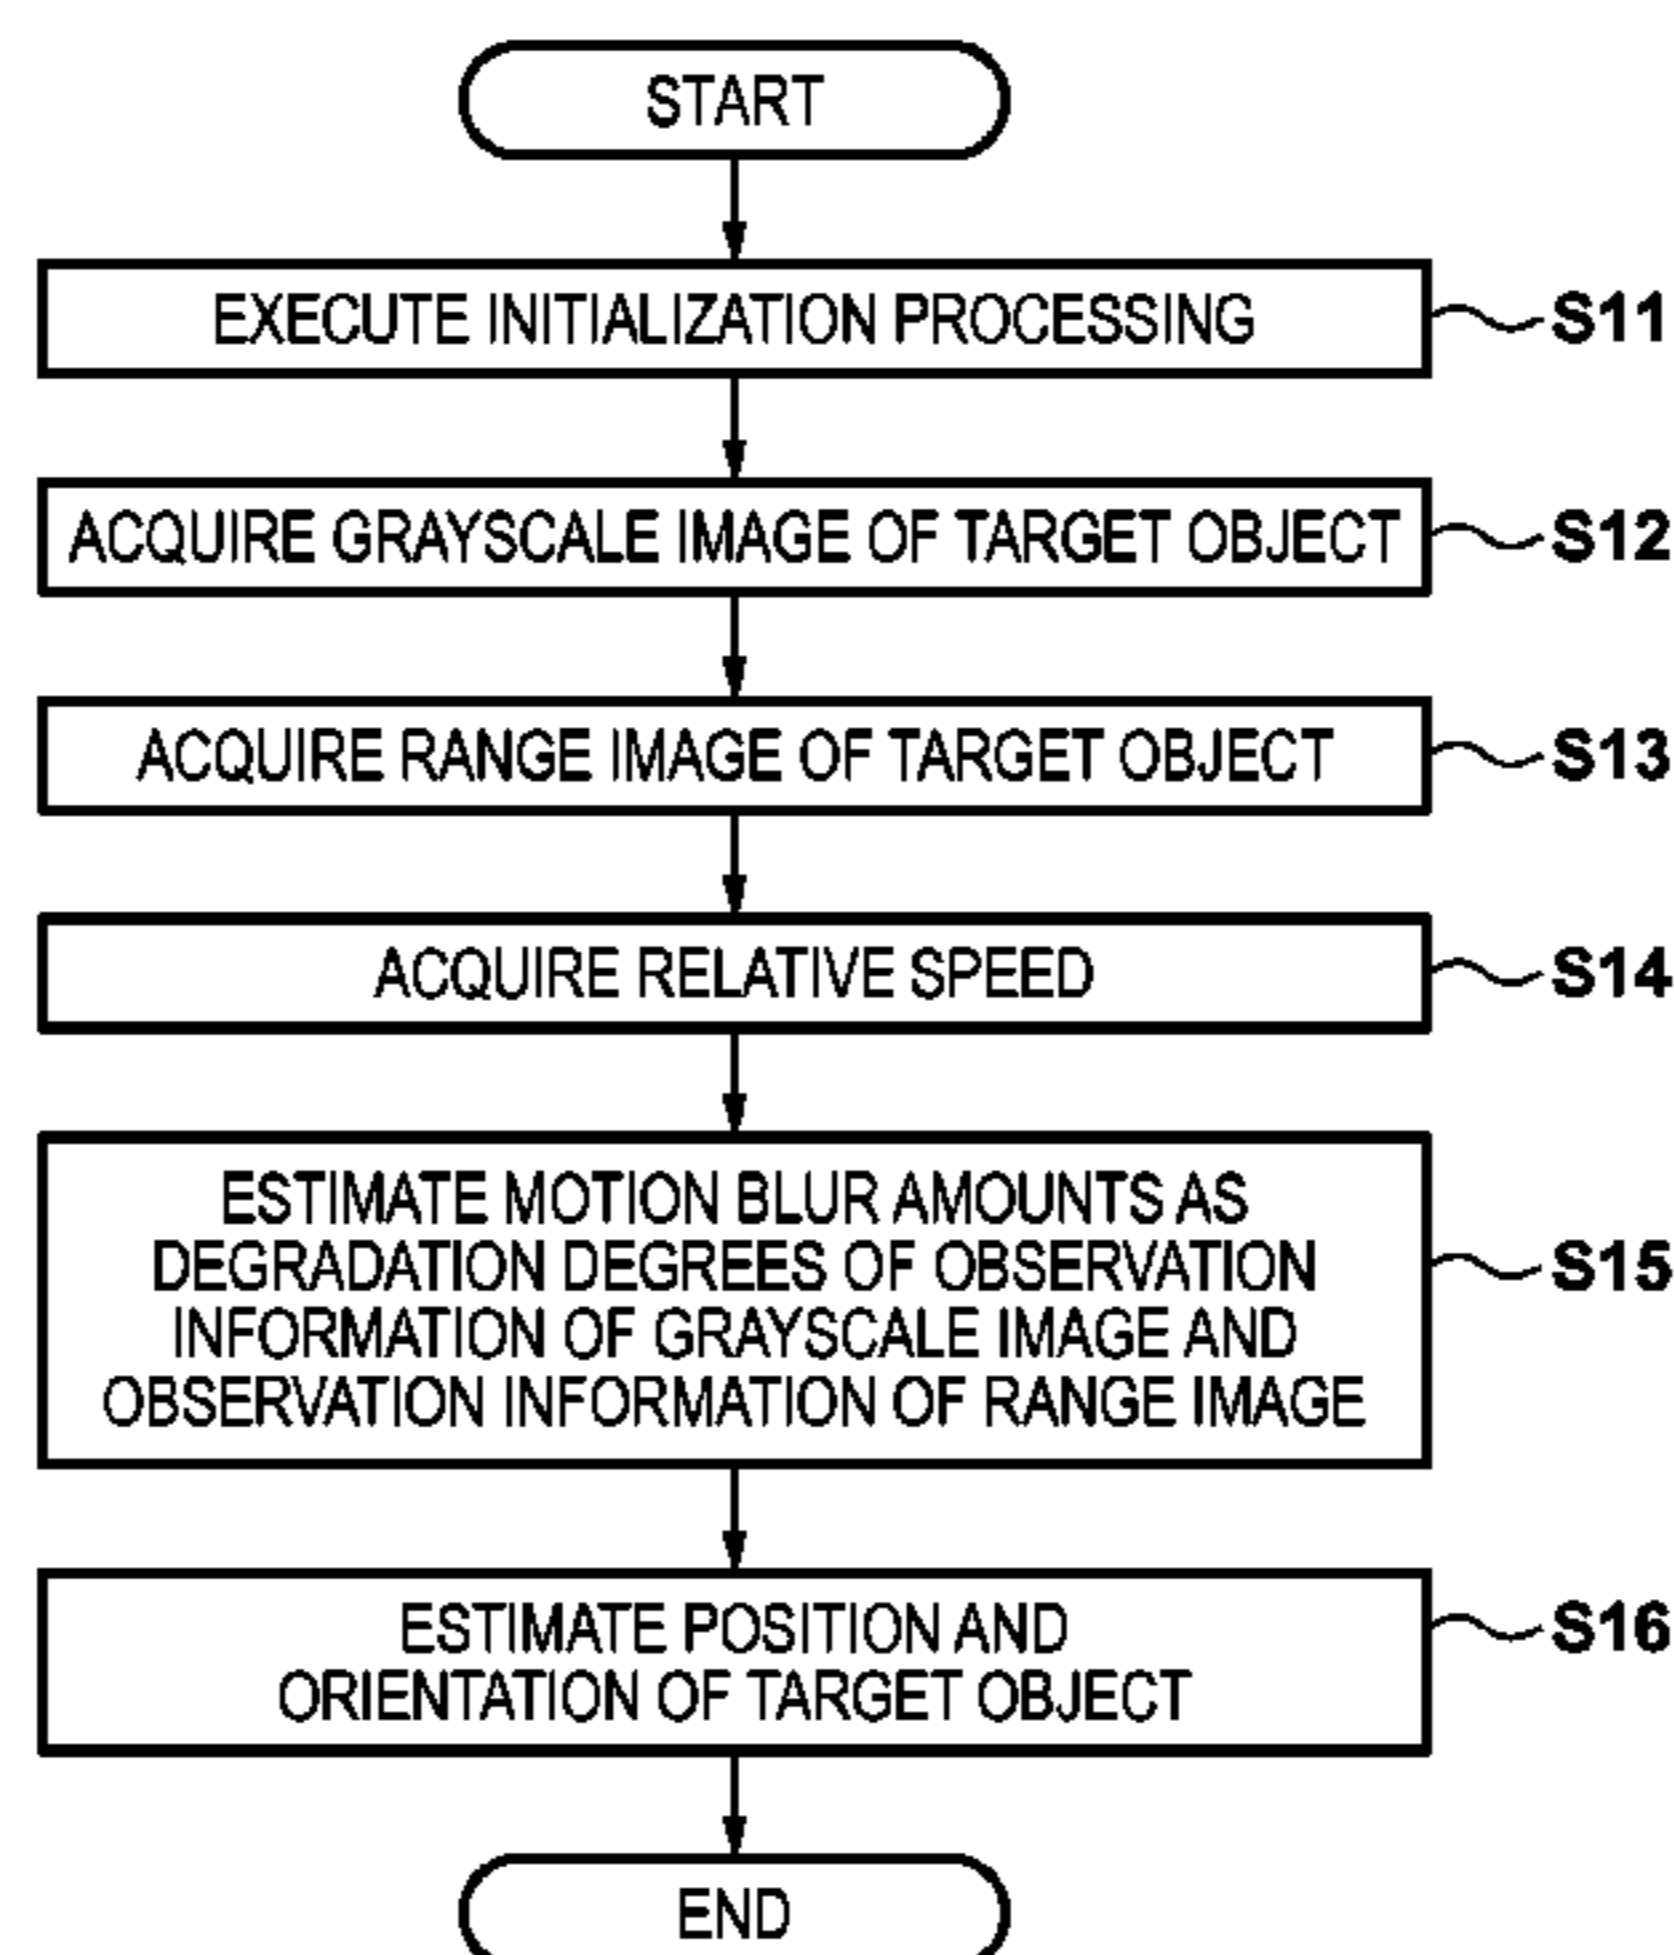 START
EXECUTE INITIALIZATION PROCESSING
S11
ACQUIRE GRAYSCALE IMAGE OF TARGET OBJECT
S12
ACQUIRE RANGE IMAGE OF TARGET OBJECT
S13
ACQUIRE RELATIVE SPEED
S14
ESTIMATE MOTION BLUR AMOUNTS AS
DEGRADATION DEGREES OF OBSERVATION
INFORMATION OF GRAYSCALE IMAGE AND
OBSERVATION INFORMATION OF RANGE IMAGE
S15
ESTIMATE POSITION AND
ORIENTATION OF TARGET OBJECT
S16
END